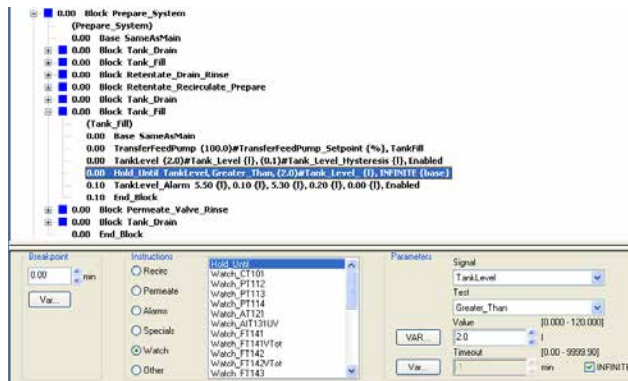 0.00 Block Prepare_System
(Prepare_System)
0.00 Base SameAsMain
0.00 Block Tank_Drain
0.00 Block Tank_Fill
0.00 Block Retentate_Drain_Rinse
0.00 Block Retentate_Recirculate_Prepare
0.00 Block Tank_Drain
0.00 Block Tank_Fill
(Tank_Fill)
0.00 Base SameAsMain
0.00 TransferFeedPump (100.0)#TransferFeedPump_Setpoint {%}, TankFill
0.00 TankLevel (2.0)#Tank_Level {l}, (0.1)#Tank_Level_Hysteresis {l}, Enabled
0.00 Hold_Until TankLevel, Greater_Than, (2.0)#Tank_Level_ {l}, INFINITE {base}
0.10 TankLevel_Alarm 5.50 {l}, 0.10 {l}, 5.30 {l}, 0.20 {l}, 0.00 {l}, Enabled
0.10 End_Block
0.00 Block Permeate_Valve_Rinse
0.00 Block Tank_Drain
0.00 End_Block
Breakpoint
0.00 min
Var...
Instructions
Recirc
Permeate
Alarms
Specials
Watch
Other
Hold_Until
Watch_CT101
Watch_PT112
Watch_PT113
Watch_PT114
Watch_AT121
Watch_AIT131UV
Watch_FT141
Watch_FT141VTot
Watch_FT142
Watch_FT142VTot
Watch_FT143
Parameters
Signal
TankLevel
Test
Greater_Than
Value [0.000 - 120.000]
VAR... 2.0 l
Timeout [0.00 - 9999.90]
Var... 1 min INFINITE